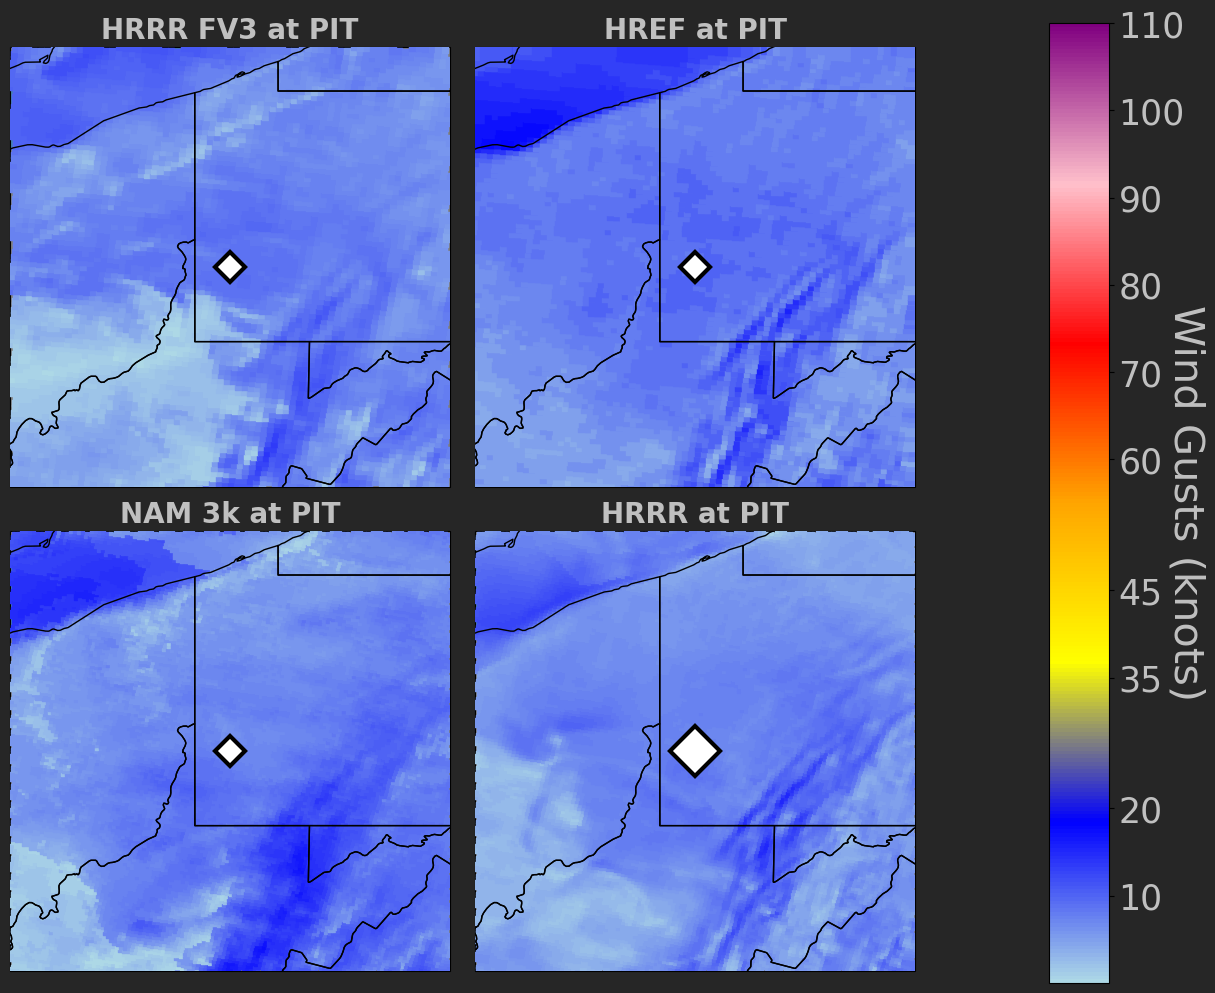 HRRR FV3 at PIT
HREF at PIT
NAM 3k at PIT
HRRR at PIT
110
100
90
80
70
60
45
35
20
10
Wind Gusts (knots)